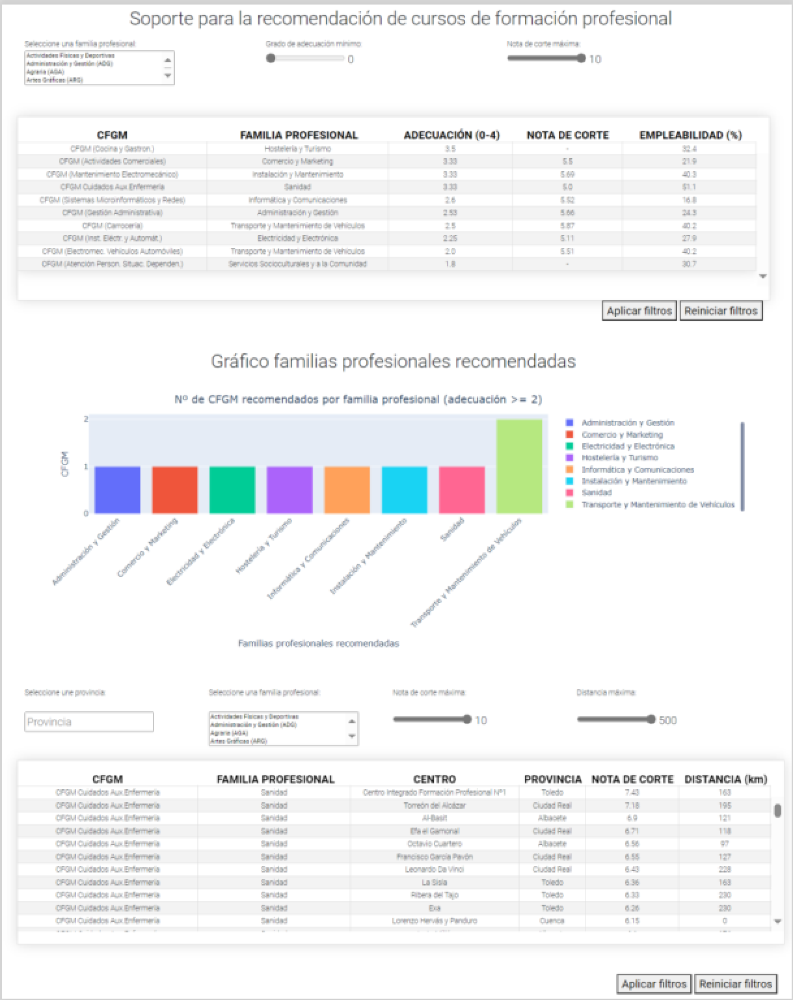 Soporte para la recomendación de cursos de formación profesional
Seleccione una familia profesional:
Grado de adecuación mínimo:
Nota de corte máxima:
Actividades Físicas y Deportivas
Administración y Gestión (ADG)
Agraria (AGA)
Artes Gráficas (ARG)
0
10
CFGM FAMILIA PROFESIONAL ADECUACIÓN (0-4) NOTA DE CORTE EMPLEABILIDAD (%)
CFGM (Cocina y Gastron.) Hostelería y Turismo 3.5 - 32.4
CFGM (Actividades Comerciales) Comercio y Marketing 3.33 5.5 21.9
CFGM (Mantenimiento Electromecánico) Instalación y Mantenimiento 3.33 5.69 40.3
CFGM Cuidados Aux.Enfermería Sanidad 3.33 5.0 51.1
CFGM (Sistemas Microinformáticos y Redes) Informática y Comunicaciones 2.6 5.52 16.8
CFGM (Gestión Administrativa) Administración y Gestión 2.53 5.66 24.3
CFGM (Carrocería) Transporte y Mantenimiento de Vehículos 2.5 5.87 40.2
CFGM (Inst. Eléctr. y Automát.) Electricidad y Electrónica 2.25 5.11 27.9
CFGM (Electromec. Vehículos Automóviles) Transporte y Mantenimiento de Vehículos 2.0 5.51 40.2
CFGM (Atención Person. Situac. Dependen.) Servicios Socioculturales y a la Comunidad 1.8 - 30.7
Aplicar filtros Reiniciar filtros
Gráfico familias profesionales recomendadas
Nº de CFGM recomendados por familia profesional (adecuación >= 2)
2
1
0
CFGM
Administración y Gestión
Comercio y Marketing
Electricidad y Electrónica
Hostelería y Turismo
Informática y Comunicaciones
Instalación y Mantenimiento
Sanidad
Transporte y Mantenimiento de Vehículos
Administración y Gestión
Comercio y Marketing
Electricidad y Electrónica
Hostelería y Turismo
Informática y Comunicaciones
Instalación y Mantenimiento
Sanidad
Transporte y Mantenimiento de Vehículos
Familias profesionales recomendadas
Seleccione une provincia:
Seleccione una familia profesional:
Nota de corte máxima:
Distancia máxima:
Provincia
Actividades Físicas y Deportivas
Administración y Gestión (ADG)
Agraria (AGA)
Artes Gráficas (ARG)
10
500
CFGM FAMILIA PROFESIONAL CENTRO PROVINCIA NOTA DE CORTE DISTANCIA (km)
CFGM Cuidados Aux.Enfermería Sanidad Centro Integrado Formación Profesional Nº1 Toledo 7.43 163
CFGM Cuidados Aux.Enfermería Sanidad Torreón del Alcázar Ciudad Real 7.18 195
CFGM Cuidados Aux.Enfermería Sanidad Al-Basit Albacete 6.9 121
CFGM Cuidados Aux.Enfermería Sanidad Efa el Gamonal Ciudad Real 6.71 118
CFGM Cuidados Aux.Enfermería Sanidad Octavio Cuartero Albacete 6.56 97
CFGM Cuidados Aux.Enfermería Sanidad Francisco García Pavón Ciudad Real 6.55 127
CFGM Cuidados Aux.Enfermería Sanidad Leonardo Da Vinci Ciudad Real 6.43 228
CFGM Cuidados Aux.Enfermería Sanidad La Sisla Toledo 6.36 163
CFGM Cuidados Aux.Enfermería Sanidad Ribera del Tajo Toledo 6.33 230
CFGM Cuidados Aux.Enfermería Sanidad Exa Toledo 6.26 230
CFGM Cuidados Aux.Enfermería Sanidad Lorenzo Hervás y Panduro Cuenca 6.15 0
Aplicar filtros Reiniciar filtros